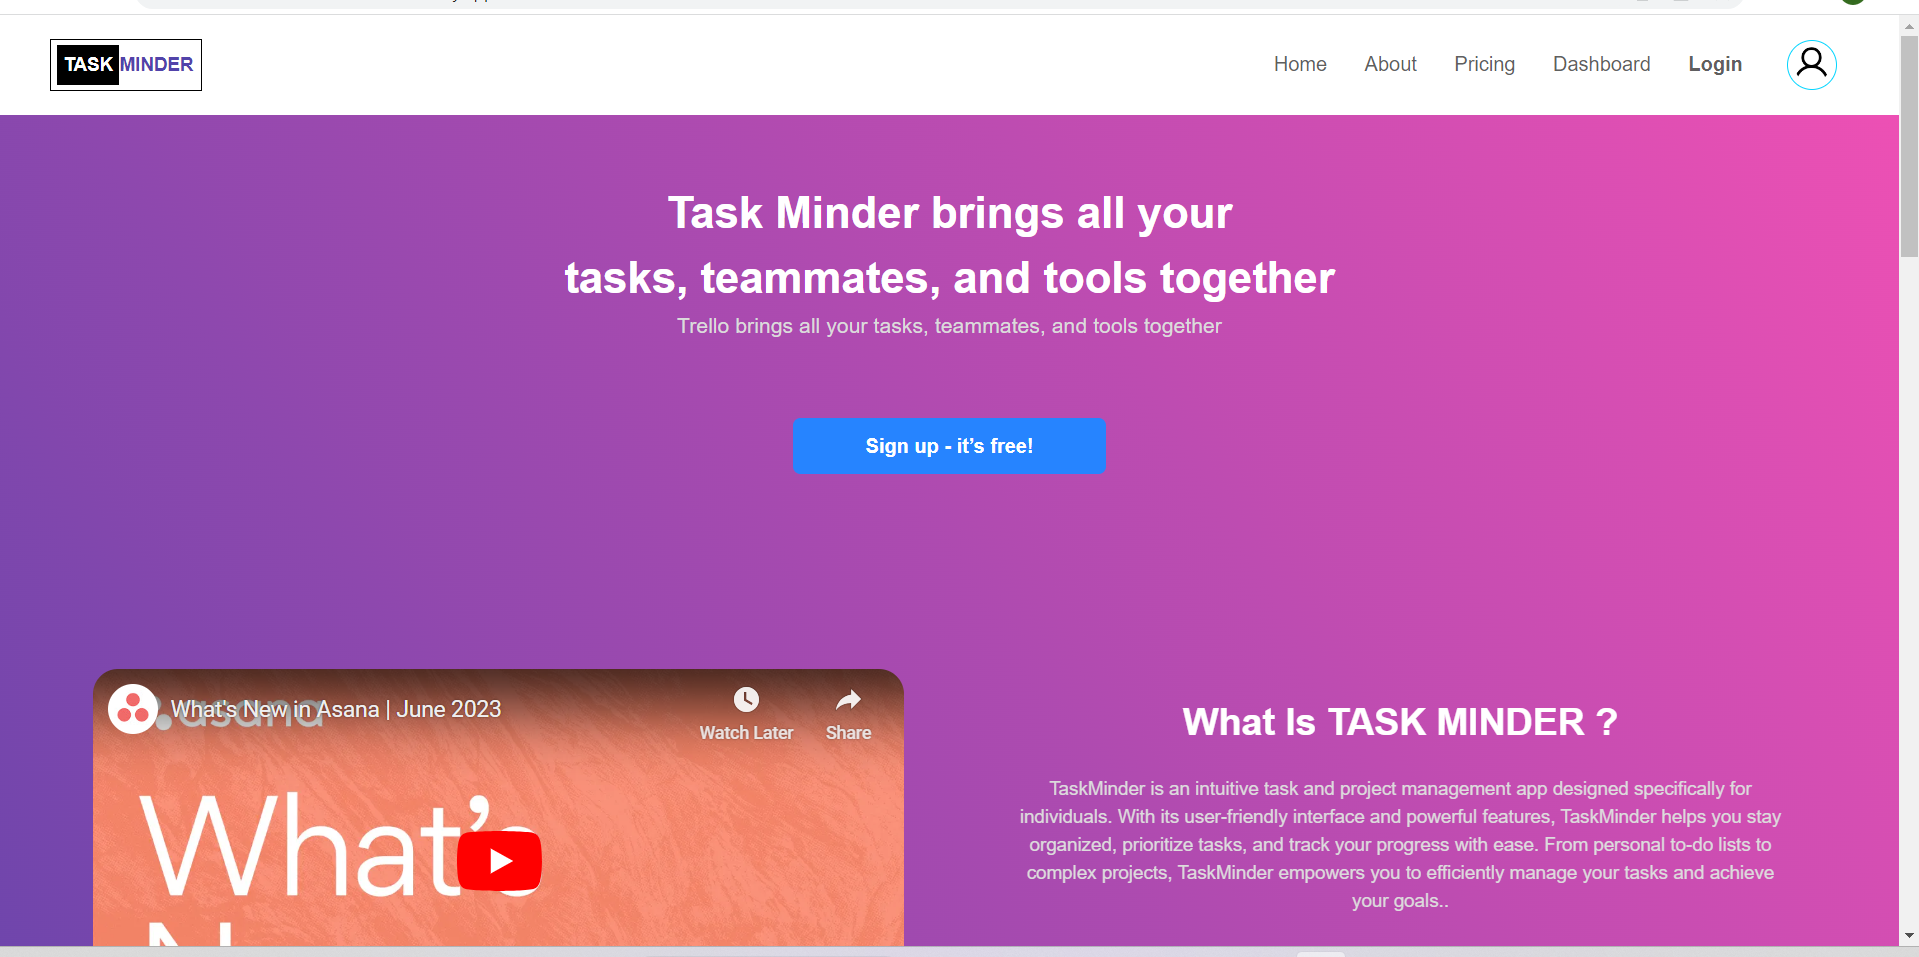 TASK MINDER
Home About Pricing Dashboard Login
Task Minder brings all your
tasks, teammates, and tools together
Trello brings all your tasks, teammates, and tools together
Sign up - it’s free!
asana
What's New in Asana | June 2023
Watch Later
Share
What’s
What Is TASK MINDER ?
TaskMinder is an intuitive task and project management app designed specifically for
individuals. With its user-friendly interface and powerful features, TaskMinder helps you stay
organized, prioritize tasks, and track your progress with ease. From personal to-do lists to
complex projects, TaskMinder empowers you to efficiently manage your tasks and achieve
your goals..